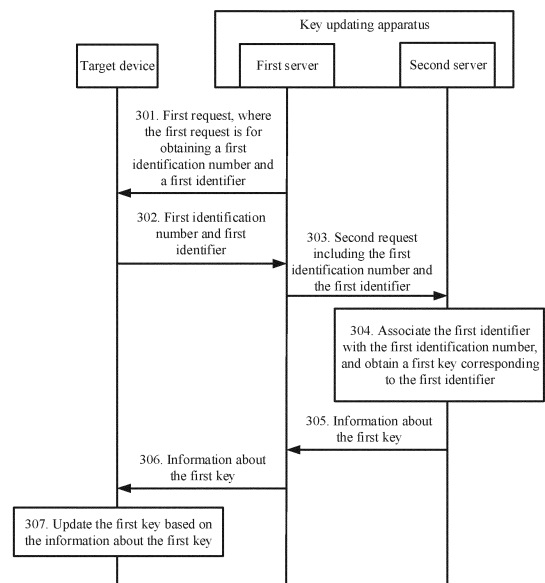 Key updating apparatus
Target device
First server
Second server
301. First request, where
the first request is for
obtaining a first
identification number and
a first identifier
302. First identification
number and first
identifier
303. Second request
including the first
identification number and
the first identifier
304. Associate the first identifier
with the first identification number,
and obtain a first key corresponding
to the first identifier
305. Information about
the first key
306. Information about
the first key
307. Update the first key based on
the information about the first key